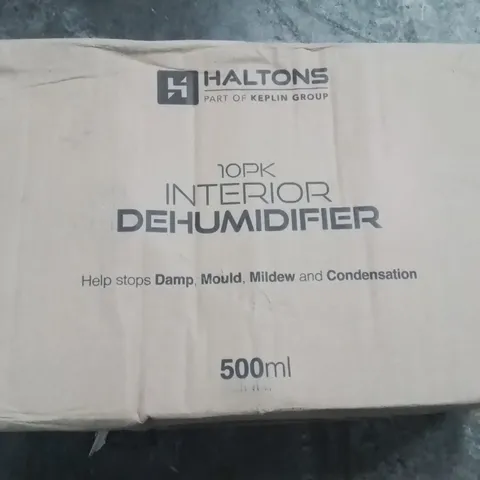 HALTONS
PART OF KEPLIN GROUP
10PK
INTERIOR
DEHUMIDIFIER
Help stops Damp, Mould, Mildew and Condensation
500ml